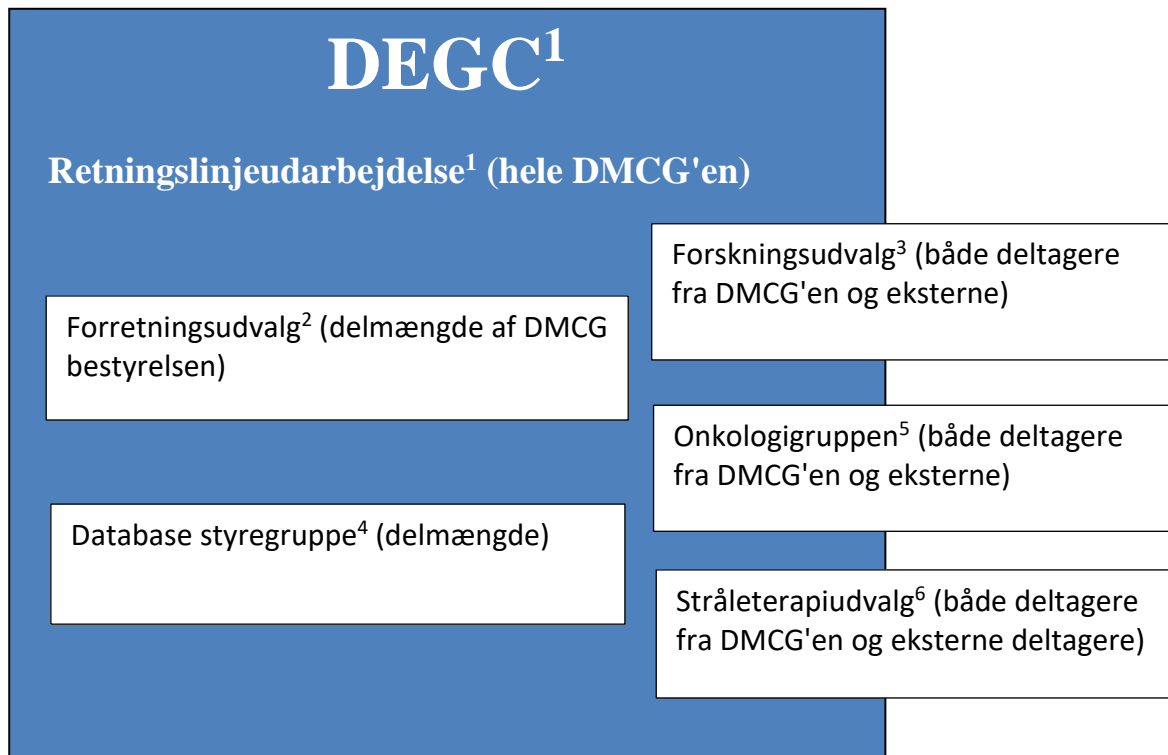 DEGC¹
Retningslinjeudarbejdelse¹ (hele DMCG'en)
Forskningsudvalg³ (både deltagere
fra DMCG'en og eksterne)
Forretningsudvalg² (delmængde af DMCG
bestyrelsen)
Onkologigruppen⁵ (både deltagere
fra DMCG'en og eksterne)
Database styregruppe⁴ (delmængde)
Stråleterapiudvalg⁶ (både deltagere
fra DMCG'en og eksterne deltagere)